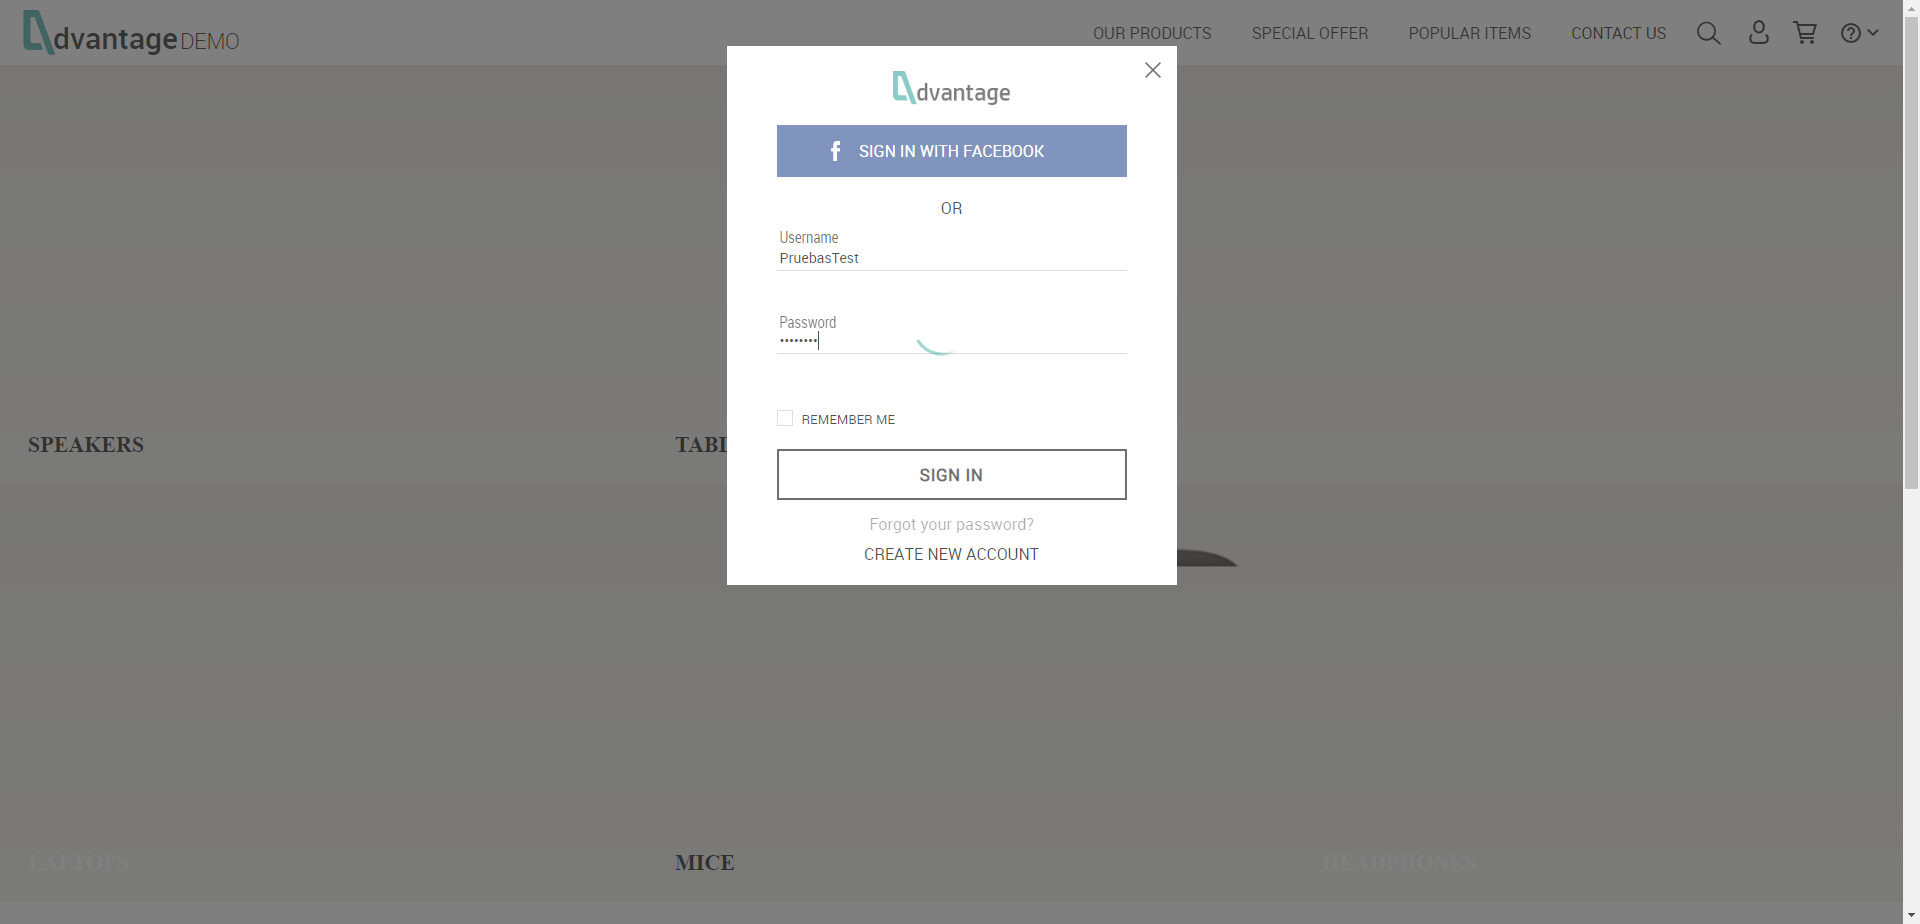 dvantage DEMO
OUR PRODUCTS
SPECIAL OFFER
POPULAR ITEMS
CONTACT US
dvantage
f SIGN IN WITH FACEBOOK
OR
Username
PruebasTest
Password
••••••••
REMEMBER ME
SIGN IN
Forgot your password?
CREATE NEW ACCOUNT
SPEAKERS
TABL
LAPTOPS
MICE
HEADPHONES